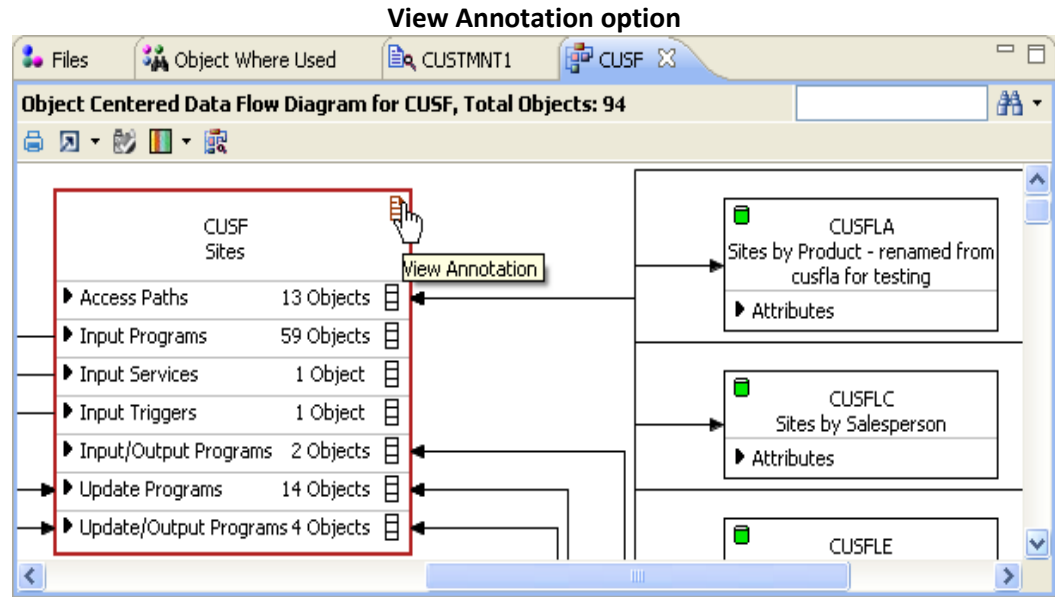 View Annotation option
Files
Object Where Used
CUSTMNT1
CUSF
Object Centered Data Flow Diagram for CUSF, Total Objects: 94
CUSF
Sites
View Annotation
Access Paths 13 Objects
Input Programs 59 Objects
Input Services 1 Object
Input Triggers 1 Object
Input/Output Programs 2 Objects
Update Programs 14 Objects
Update/Output Programs 4 Objects
CUSFLA
Sites by Product - renamed from
cusfla for testing
Attributes
CUSFLC
Sites by Salesperson
Attributes
CUSFLE